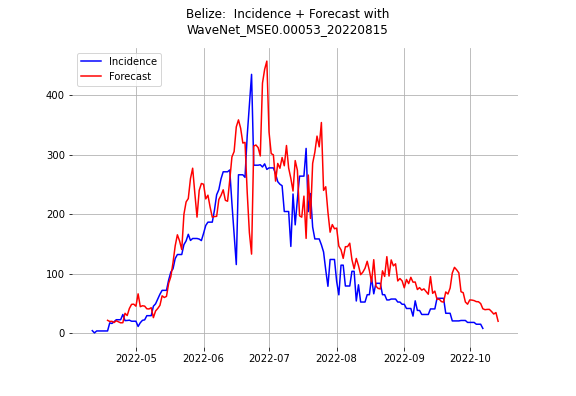 Belize:  Incidence + Forecast with
WaveNet_MSE0.00053_20220815
Incidence
Forecast
400
300
200
100
0
2022-05
2022-06
2022-07
2022-08
2022-09
2022-10